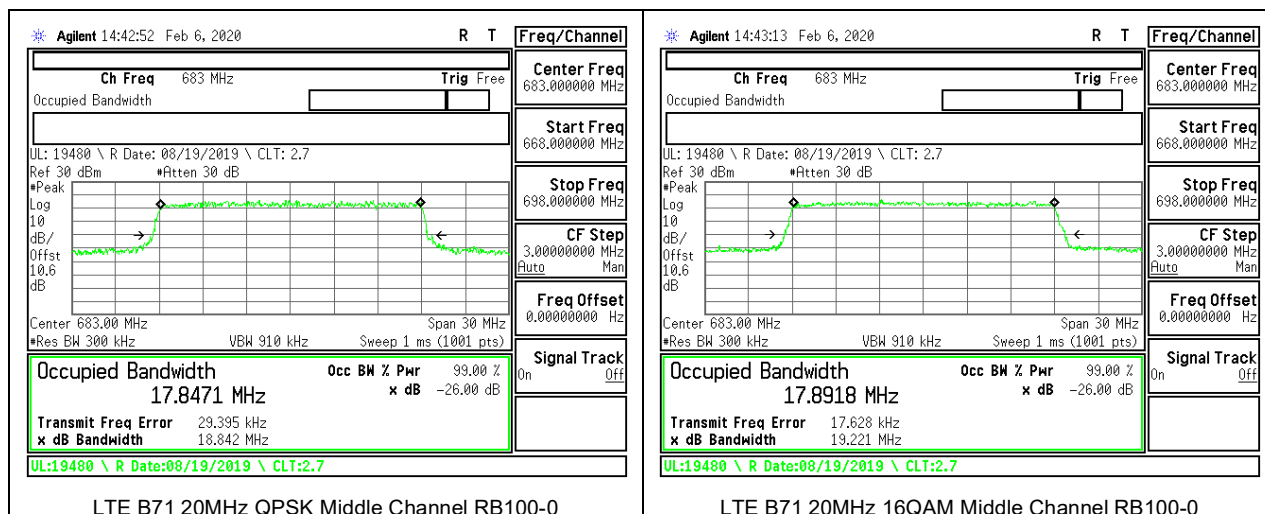 Agilent 14:42:52 Feb 6, 2020 R T
Freq/Channel
Ch Freq 683 MHz Trig Free
Occupied Bandwidth
Center Freq
683.000000 MHz
Start Freq
668.000000 MHz
Stop Freq
698.000000 MHz
CF Step
3.00000000 MHz
Auto Man
Freq Offset
0.00000000 Hz
Signal Track
On Off
UL: 19480 \ R Date: 08/19/2019 \ CLT: 2.7
Ref 30 dBm #Atten 30 dB
#Peak
Log
10
dB/
Offst
10.6
dB
Center 683.00 MHz Span 30 MHz
#Res BW 300 kHz VBW 910 kHz Sweep 1 ms (1001 pts)
Occupied Bandwidth Occ BW % Pwr 99.00 %
17.8471 MHz x dB -26.00 dB
Transmit Freq Error 29.395 kHz
x dB Bandwidth 18.842 MHz
UL:19480 \ R Date:08/19/2019 \ CLT:2.7
LTE B71 20MHz QPSK Middle Channel RB100-0
Agilent 14:43:13 Feb 6, 2020 R T
Freq/Channel
Ch Freq 683 MHz Trig Free
Occupied Bandwidth
Center Freq
683.000000 MHz
Start Freq
668.000000 MHz
Stop Freq
698.000000 MHz
CF Step
3.00000000 MHz
Auto Man
Freq Offset
0.00000000 Hz
Signal Track
On Off
UL: 19480 \ R Date: 08/19/2019 \ CLT: 2.7
Ref 30 dBm #Atten 30 dB
#Peak
Log
10
dB/
Offst
10.6
dB
Center 683.00 MHz Span 30 MHz
#Res BW 300 kHz VBW 910 kHz Sweep 1 ms (1001 pts)
Occupied Bandwidth Occ BW % Pwr 99.00 %
17.8918 MHz x dB -26.00 dB
Transmit Freq Error 17.628 kHz
x dB Bandwidth 19.221 MHz
UL:19480 \ R Date:08/19/2019 \ CLT:2.7
LTE B71 20MHz 16QAM Middle Channel RB100-0